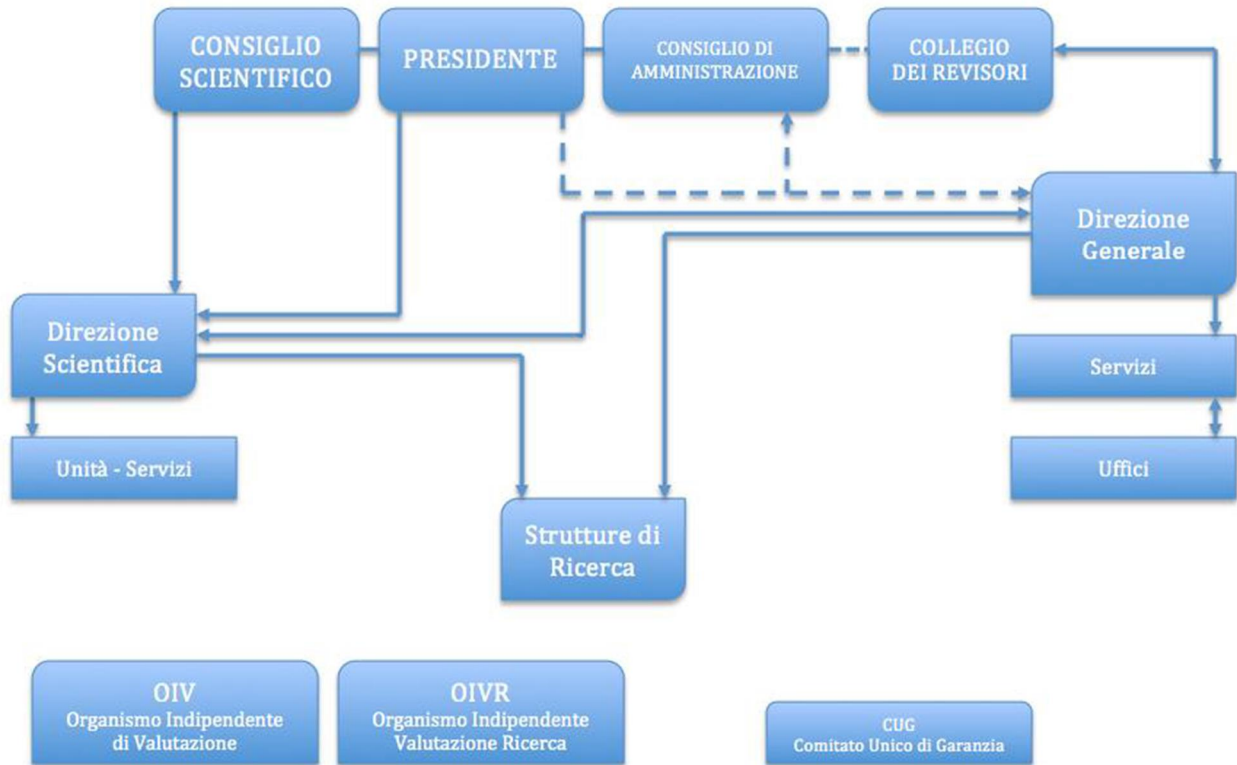 CONSIGLIO
SCIENTIFICO
PRESIDENTE
CONSIGLIO DI
AMMINISTRAZIONE
COLLEGIO
DEI REVISORI
Direzione
Generale
Direzione
Scientifica
Servizi
Unità - Servizi
Uffici
Strutture di
Ricerca
OIV
Organismo Indipendente
di Valutazione
OIVR
Organismo Indipendente
Valutazione Ricerca
CUG
Comitato Unico di Garanzia